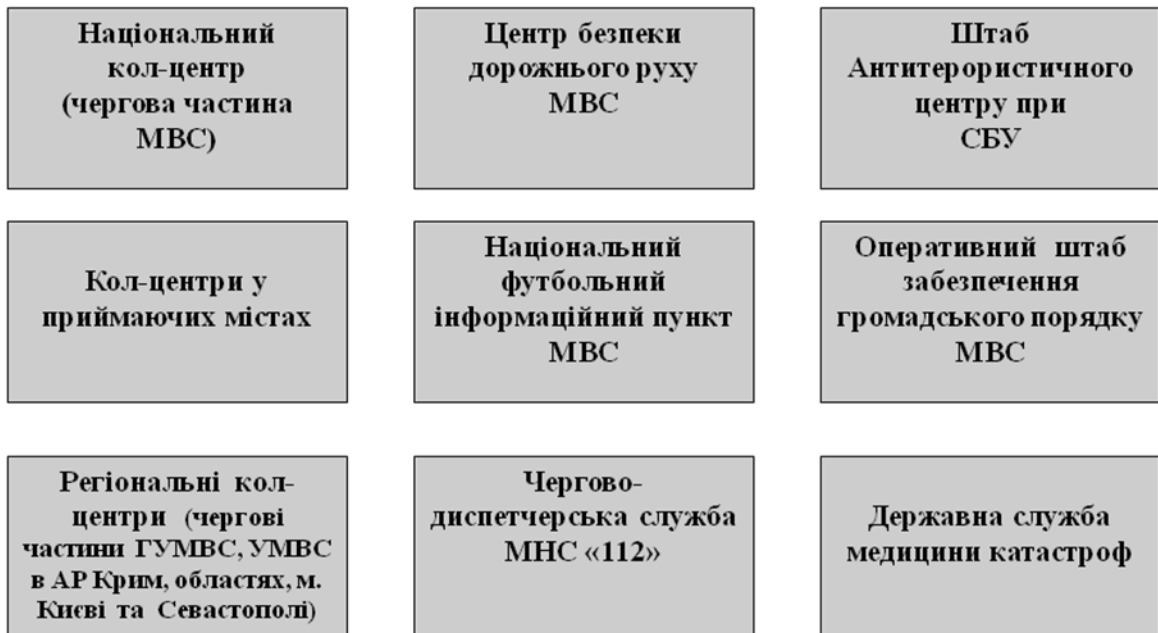 Національний
кол-центр
(чергова частина
МВС)
Центр безпеки
дорожнього руху
МВС
Штаб
Антитерористичного
центру при
СБУ
Кол-центри у
приймаючих містах
Національний
футбольний
інформаційний пункт
МВС
Оперативний штаб
забезпечення
громадського порядку
МВС
Регіональні кол-
центри (чергові
частини ГУМВС, УМВС
в АР Крим, областях, м.
Києві та Севастополі)
Чергово-
диспетчерська служба
МНС «112»
Державна служба
медицини катастроф